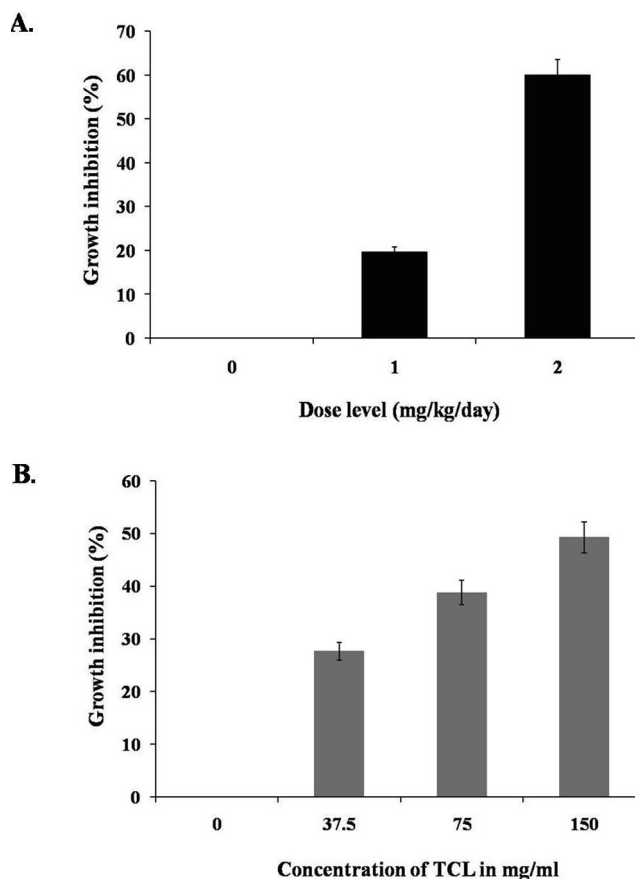 A.
Growth inhibition (%)
70
60
50
40
30
20
10
0
0 1 2
Dose level (mg/kg/day)
B.
Growth inhibition (%)
60
50
40
30
20
10
0
0 37.5 75 150
Concentration of TCL in mg/ml